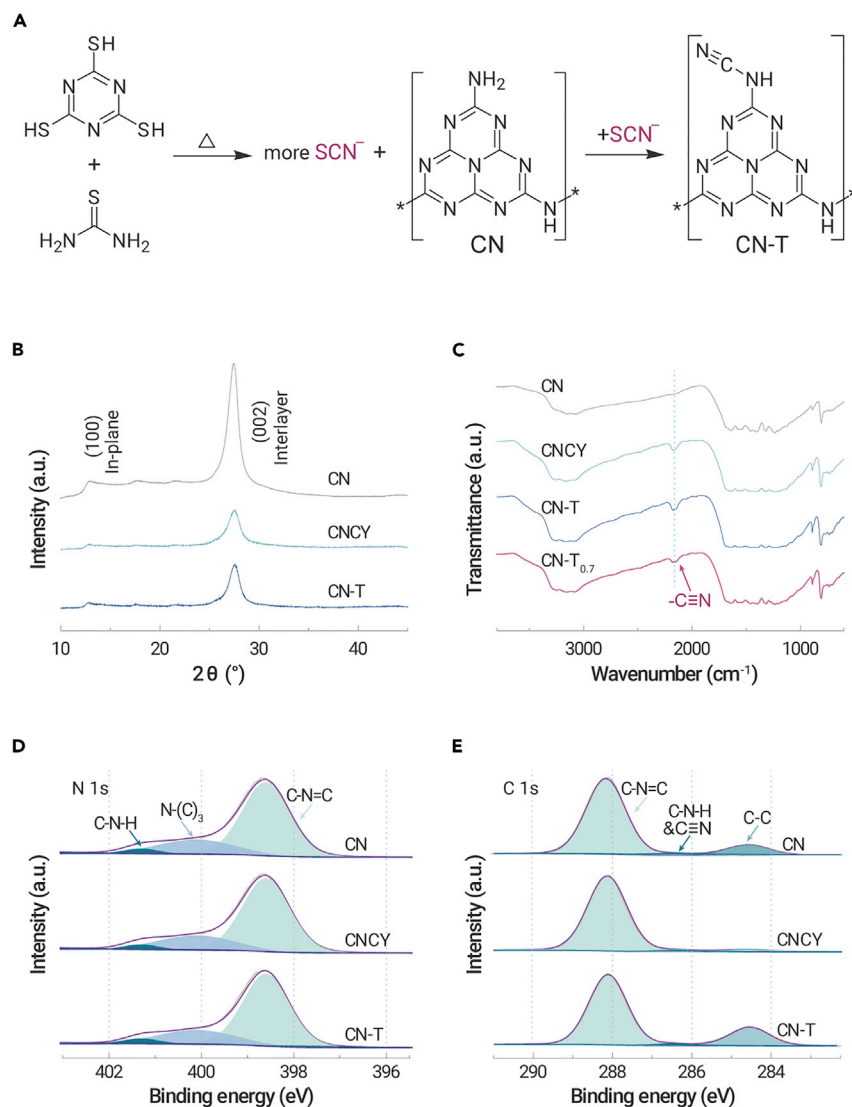 A
SH
N N
HS N SH
+
S
H₂N NH₂
△
more SCN⁻ +
NH₂
N N
N N N
N N N
* N *
H
CN
+SCN⁻
N≡C
NH
N N
N N N
N N N
* N *
H
CN-T
B
Intensity (a.u.)
(100)
In-plane
(002)
Interlayer
CN
CNCY
CN-T
10 20 30 40
2θ (°)
C
Transmittance (a.u.)
CN
CNCY
CN-T
CN-T₀.₇
-C≡N
3000 2000 1000
Wavenumber (cm⁻¹)
D
Intensity (a.u.)
N 1s
C-N-H
N-(C)₃
C-N=C
CN
CNCY
CN-T
402 400 398 396
Binding energy (eV)
E
Intensity (a.u.)
C 1s
C-N=C
C-N-H
&C≡N
C-C
CN
CNCY
CN-T
290 288 286 284
Binding energy (eV)